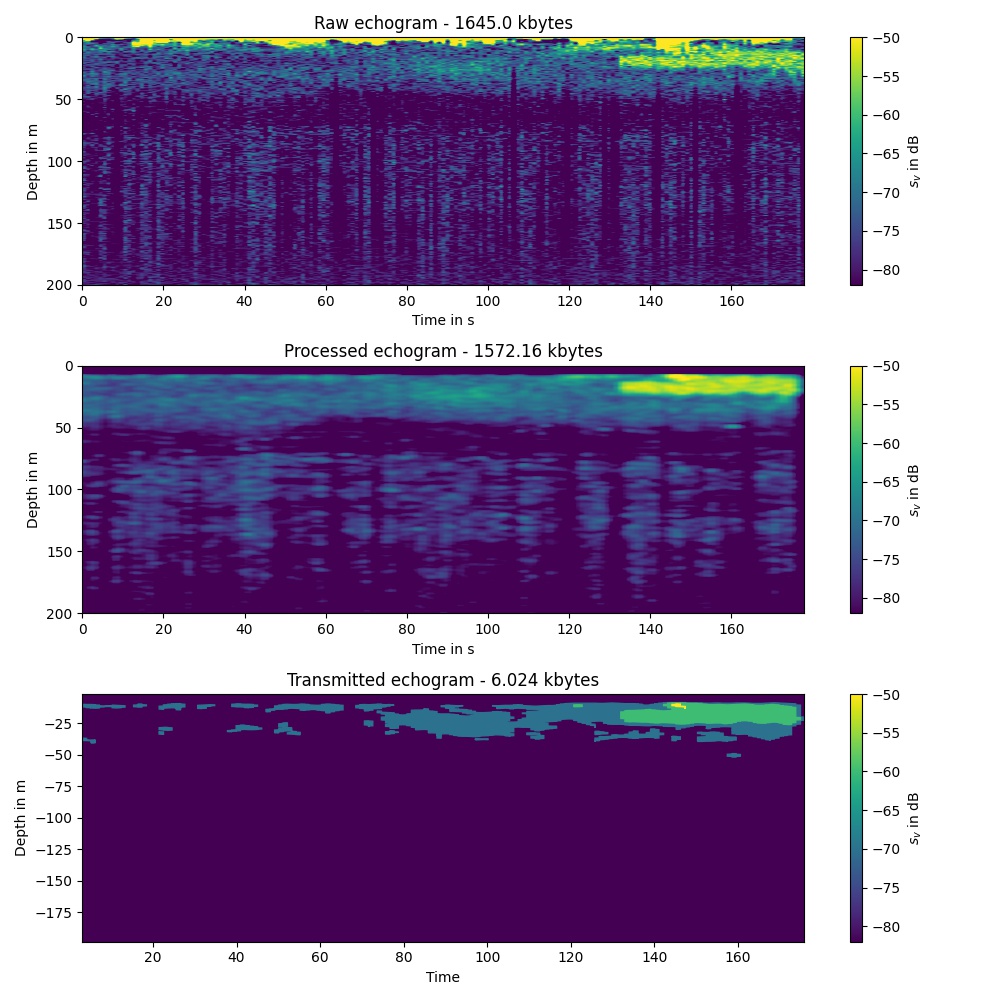 Raw echogram - 1645.0 kbytes
0
50
100
150
200
Depth in m
0 20 40 60 80 100 120 140 160
Time in s
−50
−55
−60
−65
−70
−75
−80
sv in dB
Processed echogram - 1572.16 kbytes
0
50
100
150
200
Depth in m
0 20 40 60 80 100 120 140 160
Time in s
−50
−55
−60
−65
−70
−75
−80
sv in dB
Transmitted echogram - 6.024 kbytes
−25
−50
−75
−100
−125
−150
−175
Depth in m
20 40 60 80 100 120 140 160
Time
−50
−55
−60
−65
−70
−75
−80
sv in dB